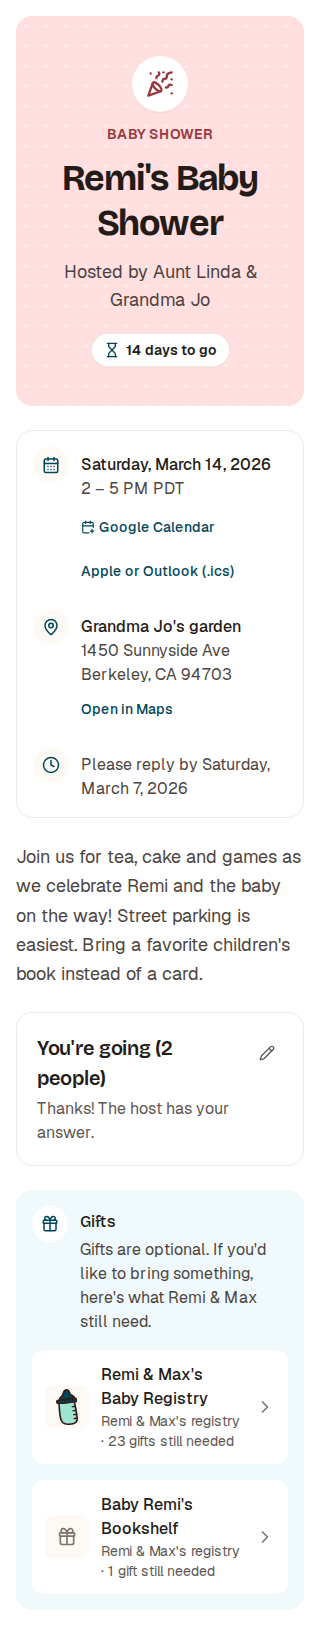 BABY SHOWER
Remi's Baby
Shower
Hosted by Aunt Linda &
Grandma Jo
14 days to go
Saturday, March 14, 2026
2 – 5 PM PDT
Google Calendar
Apple or Outlook (.ics)
Grandma Jo's garden
1450 Sunnyside Ave
Berkeley, CA 94703
Open in Maps
Please reply by Saturday,
March 7, 2026
Join us for tea, cake and games as
we celebrate Remi and the baby
on the way! Street parking is
easiest. Bring a favorite children's
book instead of a card.
You're going (2
people)
Thanks! The host has your
answer.
Gifts
Gifts are optional. If you'd
like to bring something,
here's what Remi & Max
still need.
Remi & Max's
Baby Registry
Remi & Max's registry
· 23 gifts still needed
Baby Remi's
Bookshelf
Remi & Max's registry
· 1 gift still needed